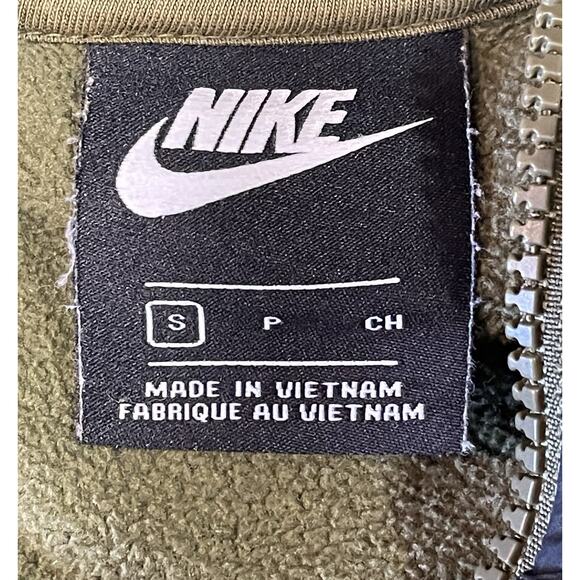 NIKE
S P CH
MADE IN VIETNAM
FABRIQUE AU VIETNAM